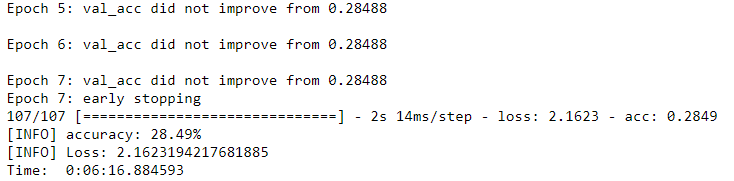 Epoch 5: val_acc did not improve from 0.28488
Epoch 6: val_acc did not improve from 0.28488
Epoch 7: val_acc did not improve from 0.28488
Epoch 7: early stopping
107/107 [==============================] - 2s 14ms/step - loss: 2.1623 - acc: 0.2849
[INFO] accuracy: 28.49%
[INFO] Loss: 2.1623194217681885
Time:  0:06:16.884593